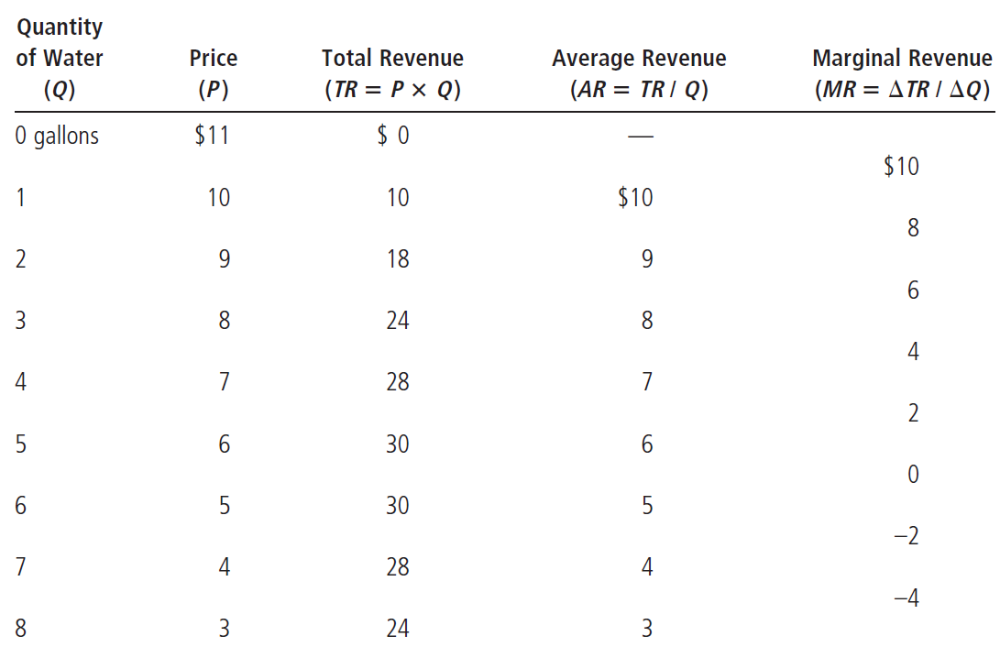 Quantity
of Water Price Total Revenue Average Revenue Marginal Revenue
(Q) (P) (TR = P × Q) (AR = TR / Q) (MR = ΔTR / ΔQ)
0 gallons $11 $ 0 —
$10
1 10 10 $10
8
2 9 18 9
6
3 8 24 8
4
4 7 28 7
2
5 6 30 6
0
6 5 30 5
–2
7 4 28 4
–4
8 3 24 3